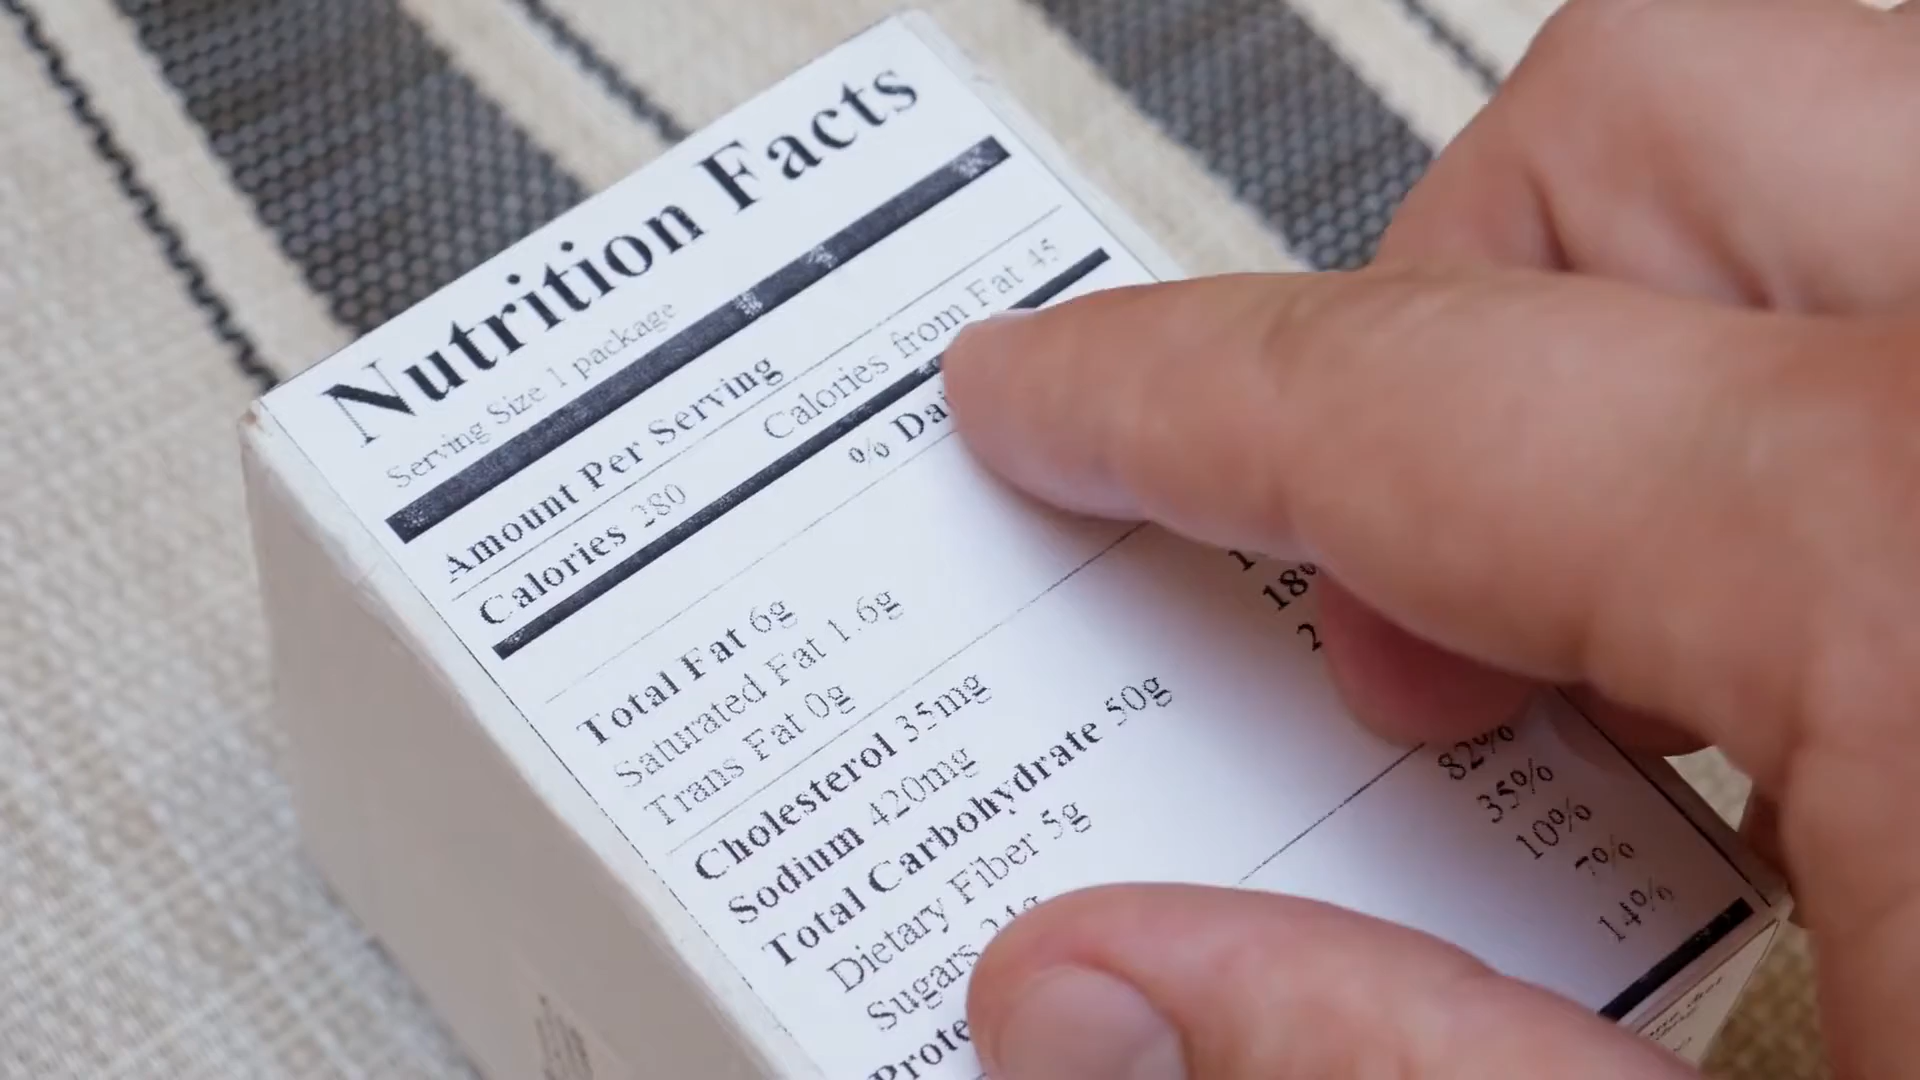 Nutrition Facts
Serving Size 1 package
Amount Per Serving
Calories 280 Calories from Fat 45
%
Total Fat 6g
Saturated Fat 1.6g
Trans Fat 0g
Cholesterol 35mg
Sodium 420mg
Total Carbohydrate 50g
Dietary Fiber 5g
Sugars
82%
35%
10%
7%
14%